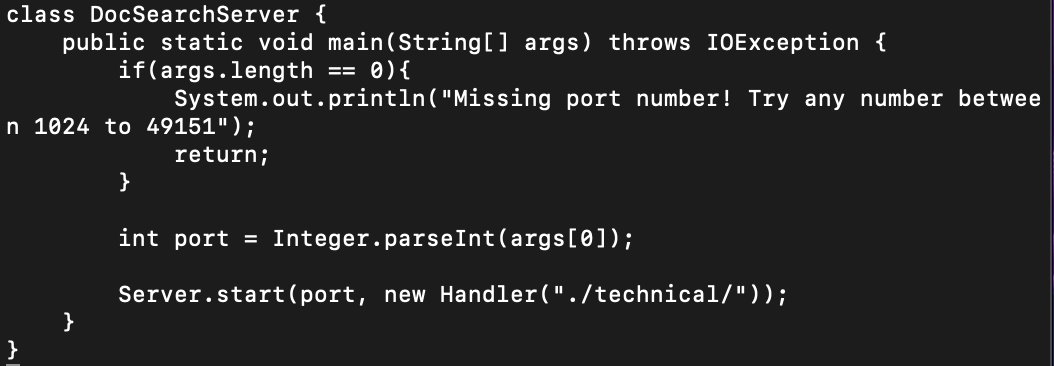 class DocSearchServer {
    public static void main(String[] args) throws IOException {
        if(args.length == 0){
            System.out.println("Missing port number! Try any number betwee
n 1024 to 49151");
            return;
        }

        int port = Integer.parseInt(args[0]);

        Server.start(port, new Handler("./technical/"));
    }
}